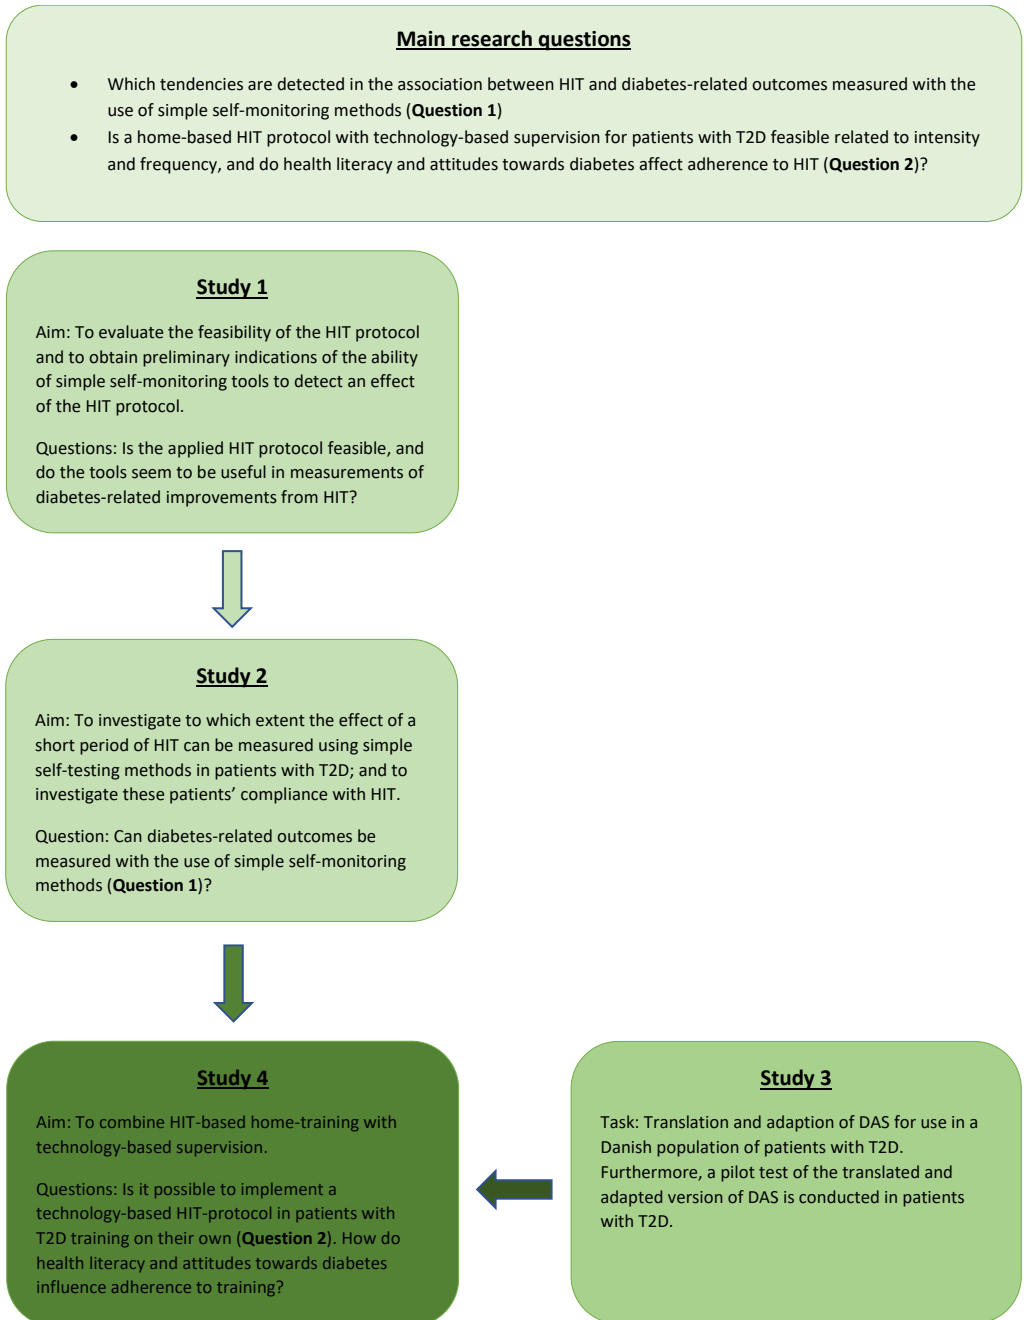 Main research questions
• Which tendencies are detected in the association between HIT and diabetes-related outcomes measured with the
use of simple self-monitoring methods (Question 1)
• Is a home-based HIT protocol with technology-based supervision for patients with T2D feasible related to intensity
and frequency, and do health literacy and attitudes towards diabetes affect adherence to HIT (Question 2)?
Study 1
Aim: To evaluate the feasibility of the HIT protocol
and to obtain preliminary indications of the ability
of simple self-monitoring tools to detect an effect
of the HIT protocol.
Questions: Is the applied HIT protocol feasible, and
do the tools seem to be useful in measurements of
diabetes-related improvements from HIT?
Study 2
Aim: To investigate to which extent the effect of a
short period of HIT can be measured using simple
self-testing methods in patients with T2D; and to
investigate these patients’ compliance with HIT.
Question: Can diabetes-related outcomes be
measured with the use of simple self-monitoring
methods (Question 1)?
Study 4
Aim: To combine HIT-based home-training with
technology-based supervision.
Questions: Is it possible to implement a
technology-based HIT-protocol in patients with
T2D training on their own (Question 2). How do
health literacy and attitudes towards diabetes
influence adherence to training?
Study 3
Task: Translation and adaption of DAS for use in a
Danish population of patients with T2D.
Furthermore, a pilot test of the translated and
adapted version of DAS is conducted in patients
with T2D.